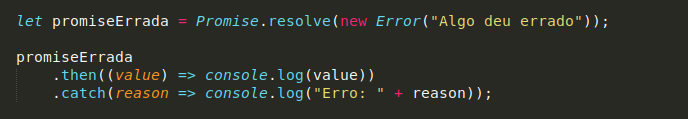 let promiseErrada = Promise.resolve(new Error("Algo deu errado"));
promiseErrada
.then((value) => console.log(value))
.catch(reason => console.log("Erro: " + reason));